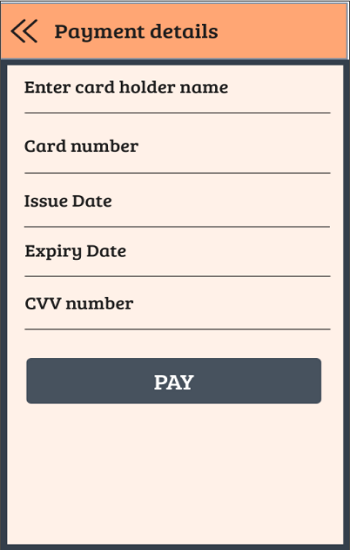 Payment details
Enter card holder name
Card number
Issue Date
Expiry Date
CVV number
PAY